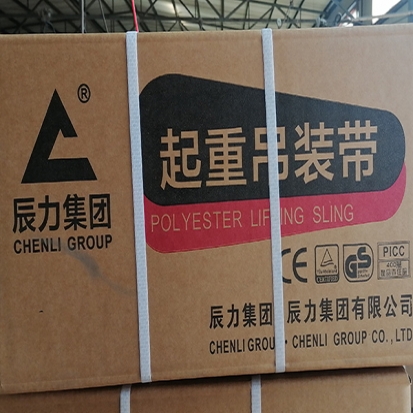 ®
辰力集团
CHENLI GROUP
起重吊装带
POLYESTER LIFTING SLING
CE
GS
PICC
辰力集团·辰力集团有限公司
CHENLI GROUP·CHENLI GROUP CO., LTD